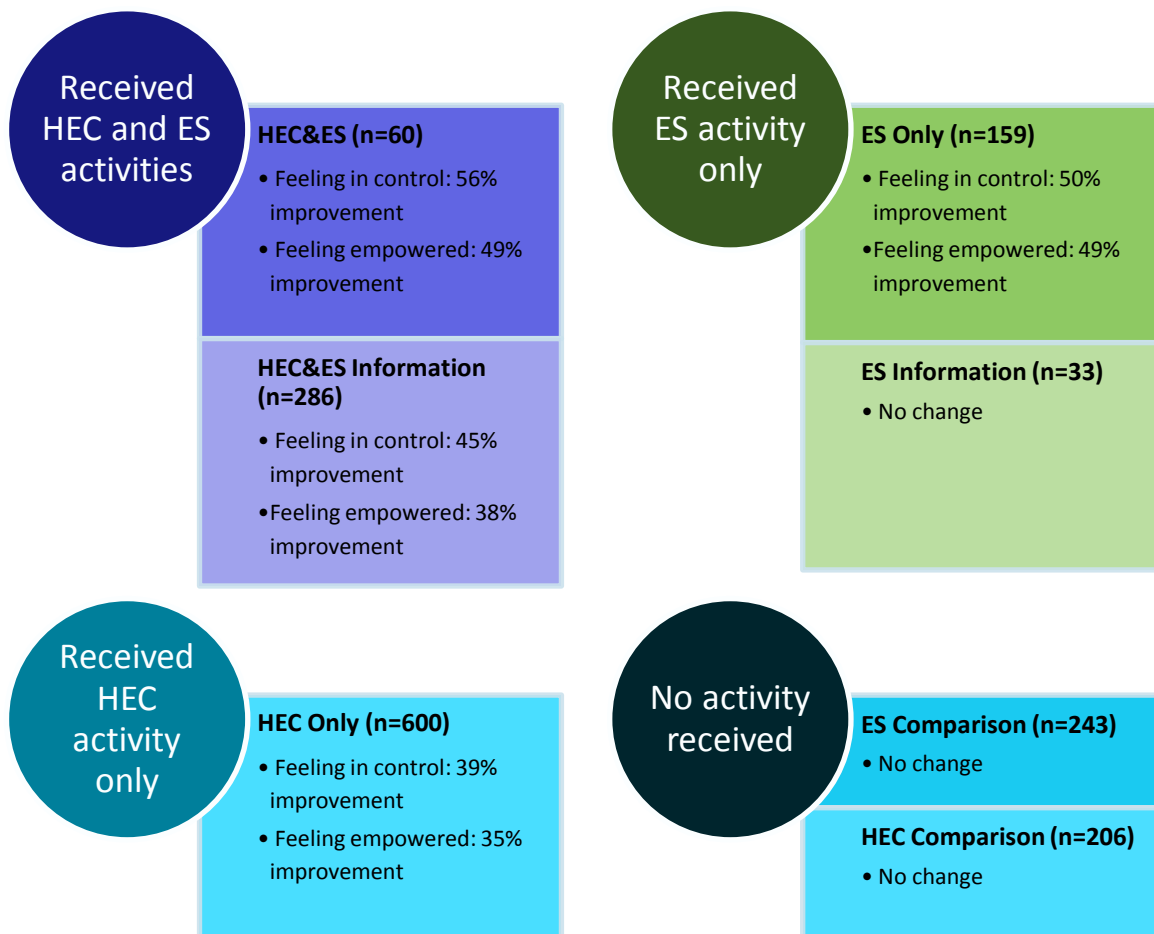 Received
HEC and ES
activities
HEC&ES (n=60)
• Feeling in control: 56%
improvement
• Feeling empowered: 49%
improvement
HEC&ES Information
(n=286)
• Feeling in control: 45%
improvement
•Feeling empowered: 38%
improvement
Received
ES activity
only
ES Only (n=159)
• Feeling in control: 50%
improvement
•Feeling empowered: 49%
improvement
ES Information (n=33)
• No change
Received
HEC
activity
only
HEC Only (n=600)
• Feeling in control: 39%
improvement
• Feeling empowered: 35%
improvement
No activity
received
ES Comparison (n=243)
• No change
HEC Comparison (n=206)
• No change